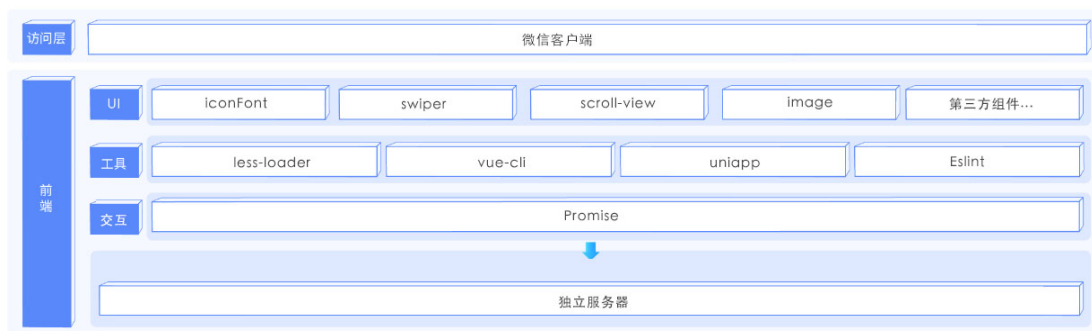 访问层
微信客户端
前端
UI
iconFont
swiper
scroll-view
image
第三方组件...
工具
less-loader
vue-cli
uniapp
Eslint
交互
Promise
独立服务器